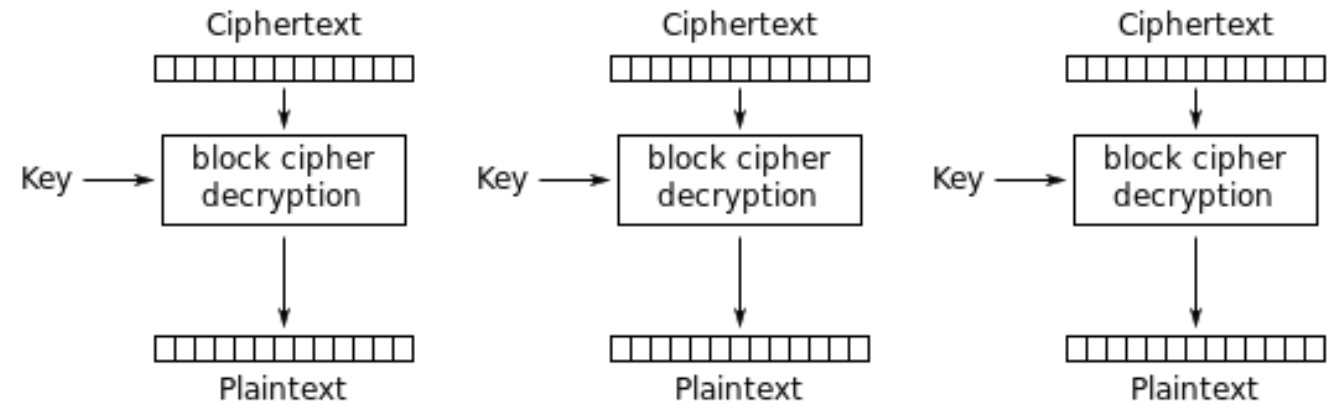 Ciphertext Ciphertext Ciphertext
block cipher block cipher block cipher
Key Key Key
decryption decryption decryption
Plaintext Plaintext Plaintext